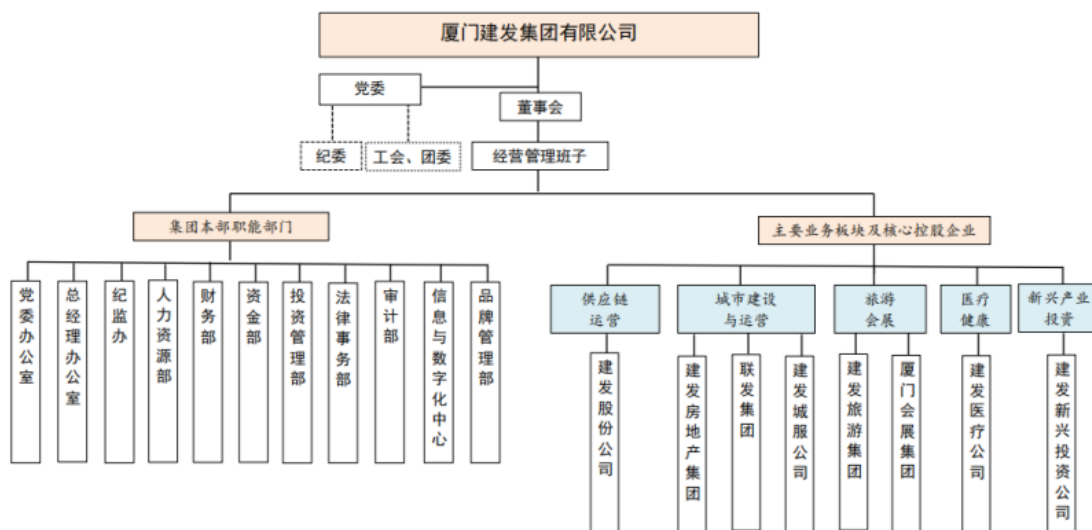 厦门建发集团有限公司
党委
董事会
纪委
工会、团委
经营管理班子
集团本部职能部门
主要业务板块及核心控股企业
党委办公室
总经理办公室
纪监办
人力资源部
财务部
资金部
投资管理部
法律事务部
审计部
信息与数字化中心
品牌管理部
供应链
运营
城市建设
与运营
旅游
会展
医疗
健康
新兴产业
投资
建发股份公司
建发房地产集团
联发集团
建发城服公司
建发旅游集团
厦门会展集团
建发医疗公司
建发新兴投资公司